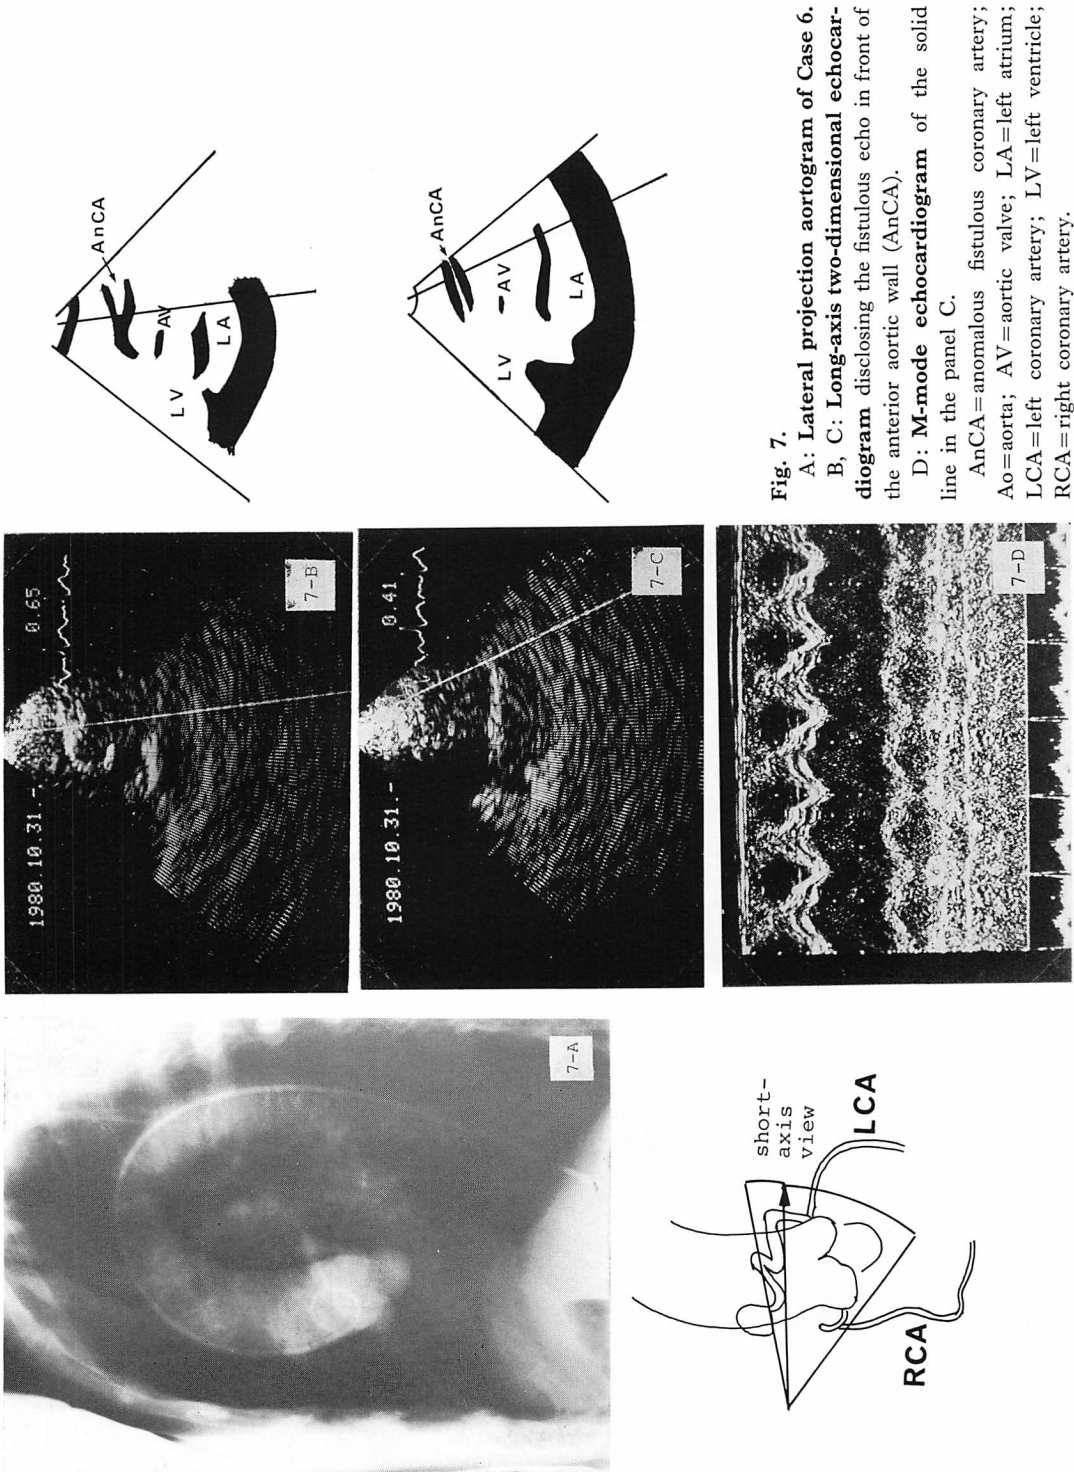 7-A
short-
axis
view
LCA
RCA
1980.10.31.-
0.65
7-B
1980.10.31.-
0.41
7-C
7-D
AnCA
AV
LV
LA
AnCA
AV
LV
LA
Fig. 7.
A: Lateral projection aortogram of Case 6.
B, C: Long-axis two-dimensional echocar-
diogram disclosing the fistulous echo in front of
the anterior aortic wall (AnCA).
D: M-mode echocardiogram of the solid
line in the panel C.
AnCA=anomalous fistulous coronary artery;
Ao=aorta; AV=aortic valve; LA=left atrium;
LCA=left coronary artery; LV=left ventricle;
RCA=right coronary artery.